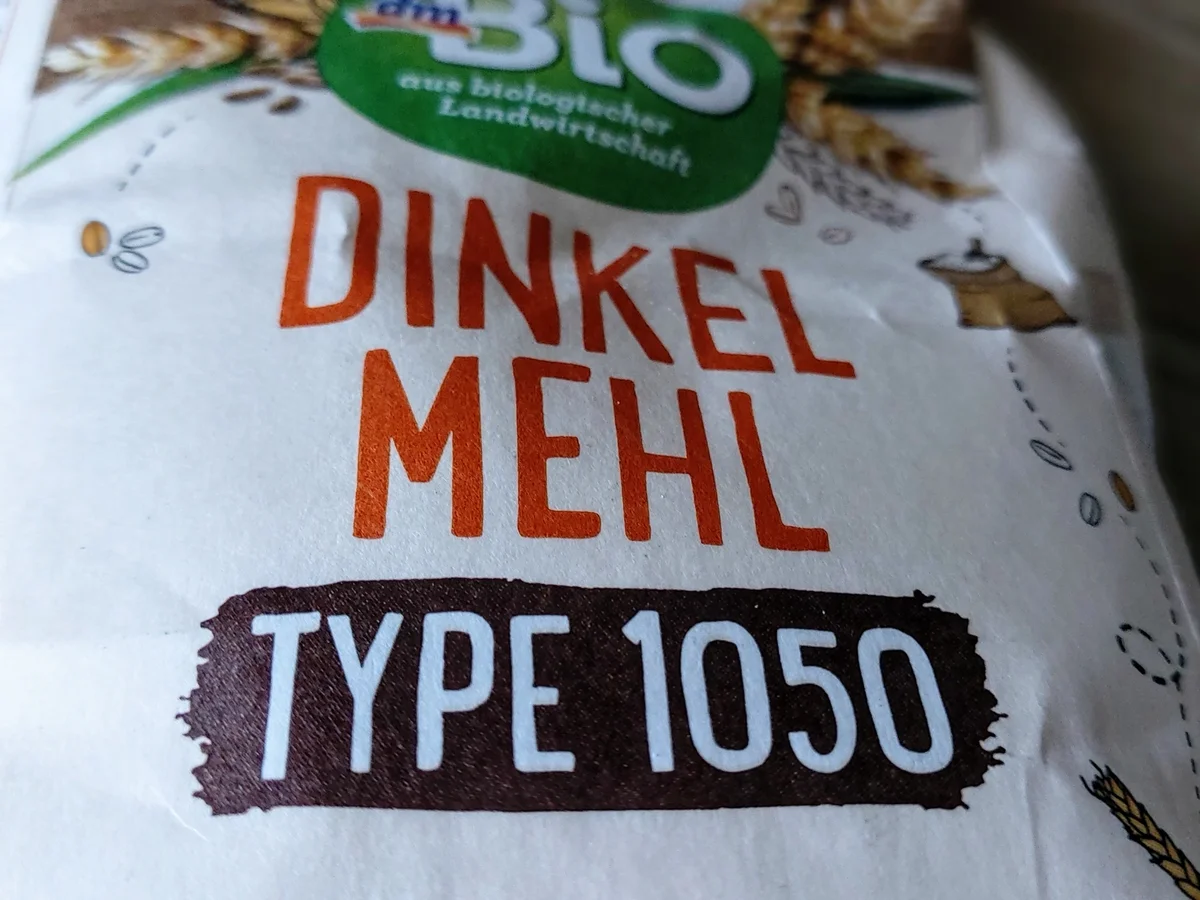 dm
Bio
aus biologischer
Landwirtschaft
DINKEL
MEHL
TYPE 1050